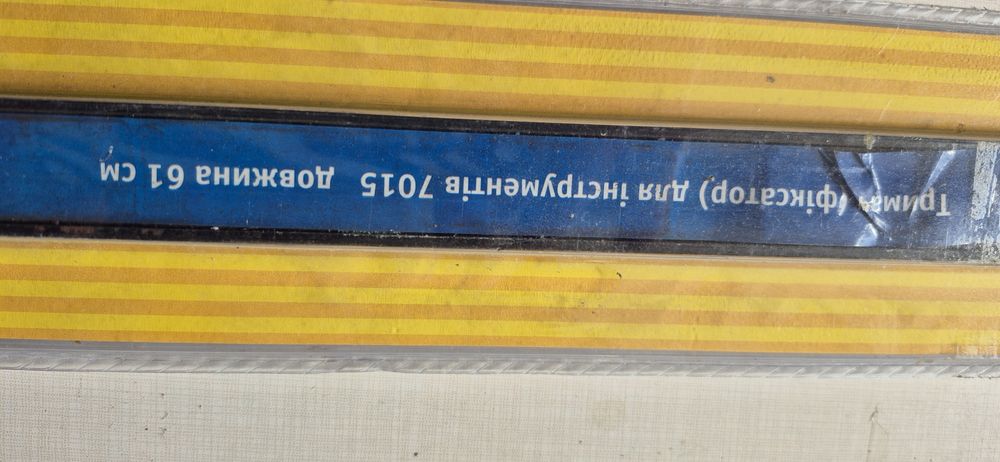 Тримач (фіксатор) для інструментів 7015 довжина 61 см